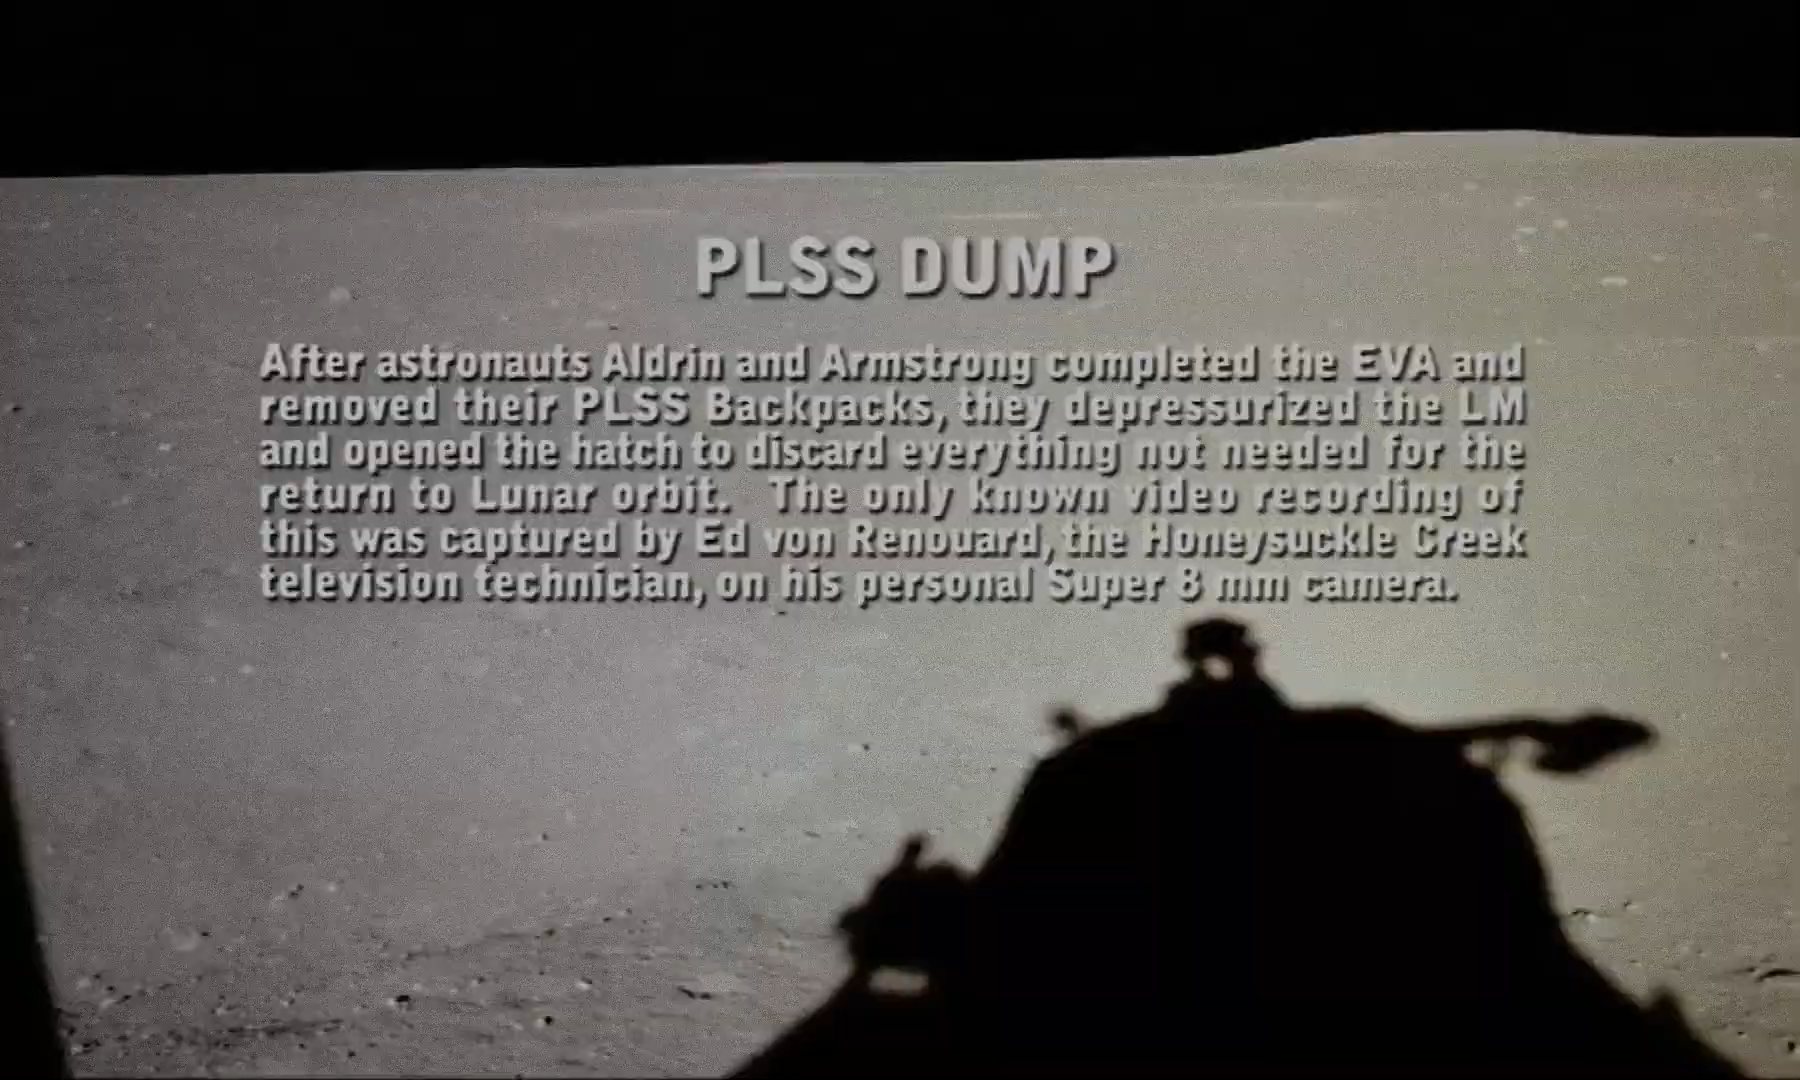 PLSS DUMP
After astronauts Aldrin and Armstrong completed the EVA and
removed their PLSS Backpacks, they depressurized the LM
and opened the hatch to discard everything not needed for the
return to Lunar orbit. The only known video recording of
this was captured by Ed von Renouard, the Honeysuckle Creek
television technician, on his personal Super 8 mm camera.